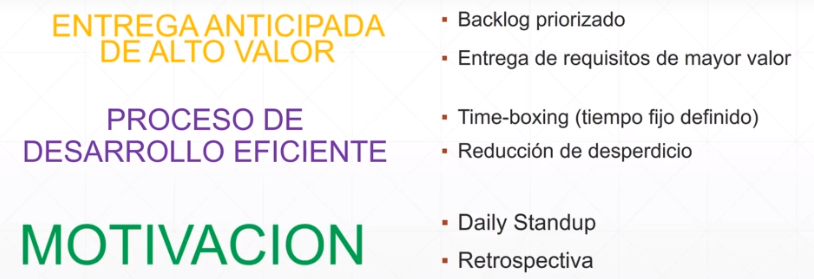 ENTREGA ANTICIPADA
DE ALTO VALOR
▪ Backlog priorizado
▪ Entrega de requisitos de mayor valor
PROCESO DE
DESARROLLO EFICIENTE
▪ Time-boxing (tiempo fijo definido)
▪ Reducción de desperdicio
MOTIVACION
▪ Daily Standup
▪ Retrospectiva